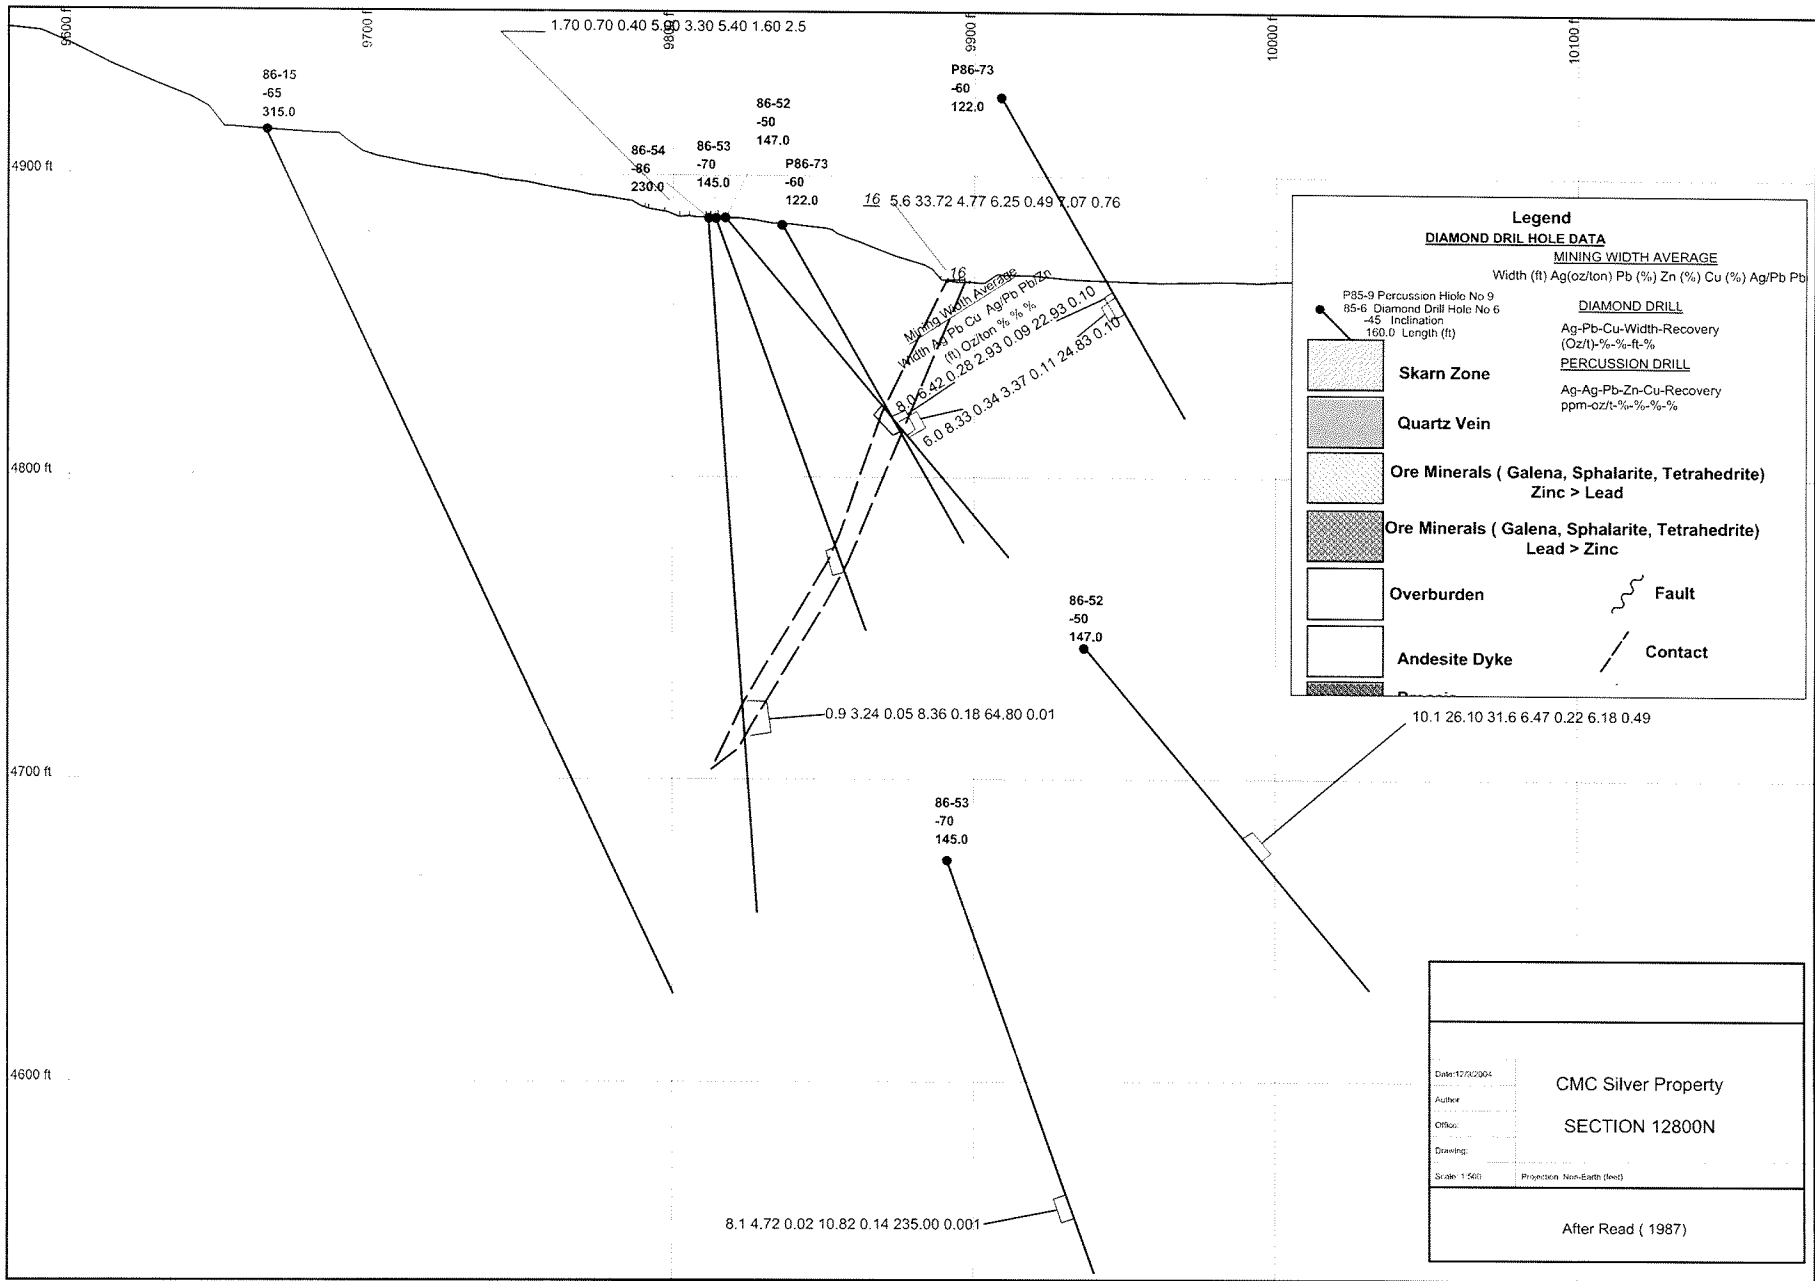 9600 ft
9700 ft
9800 ft
9900 ft
10000 ft
10100 ft
1.70 0.70 0.40 5.00 3.30 5.40 1.60 2.5
86-15
-65
315.0
P86-73
-60
122.0
86-52
-50
147.0
86-54
-86
230.0
86-53
-70
145.0
P86-73
-60
122.0
4900 ft
16 5.6 33.72 4.77 6.25 0.49 7.07 0.76
16
Mining Width Average
Width Ag Pb Cu Ag/Pb Pb/Zn
(ft) Oz/ton % % %
8.0 6.42 0.28 2.93 0.09 22.93 0.10
6.0 8.33 0.34 3.37 0.11 24.83 0.10
Legend
DIAMOND DRIL HOLE DATA
MINING WIDTH AVERAGE
Width (ft) Ag(oz/ton) Pb (%) Zn (%) Cu (%) Ag/Pb Pb
P85-9 Percussion Hiole No 9
85-6 Diamond Drill Hole No 6
-45 Inclination
160.0 Length (ft)
DIAMOND DRILL
Ag-Pb-Cu-Width-Recovery
(Oz/t)-%-%-ft-%
PERCUSSION DRILL
Ag-Ag-Pb-Zn-Cu-Recovery
ppm-oz/t-%-%-%-%
Skarn Zone
Quartz Vein
Ore Minerals ( Galena, Sphalarite, Tetrahedrite)
Zinc > Lead
Ore Minerals ( Galena, Sphalarite, Tetrahedrite)
Lead > Zinc
Overburden
Fault
Andesite Dyke
Contact
4800 ft
86-52
-50
147.0
0.9 3.24 0.05 8.36 0.18 64.80 0.01
10.1 26.10 31.6 6.47 0.22 6.18 0.49
4700 ft
86-53
-70
145.0
4600 ft
8.1 4.72 0.02 10.82 0.14 235.00 0.001
Author
Office:
Drawing:
Scale: 1:500
Projection: Non-Earth (feet)
CMC Silver Property
SECTION 12800N
After Read ( 1987)